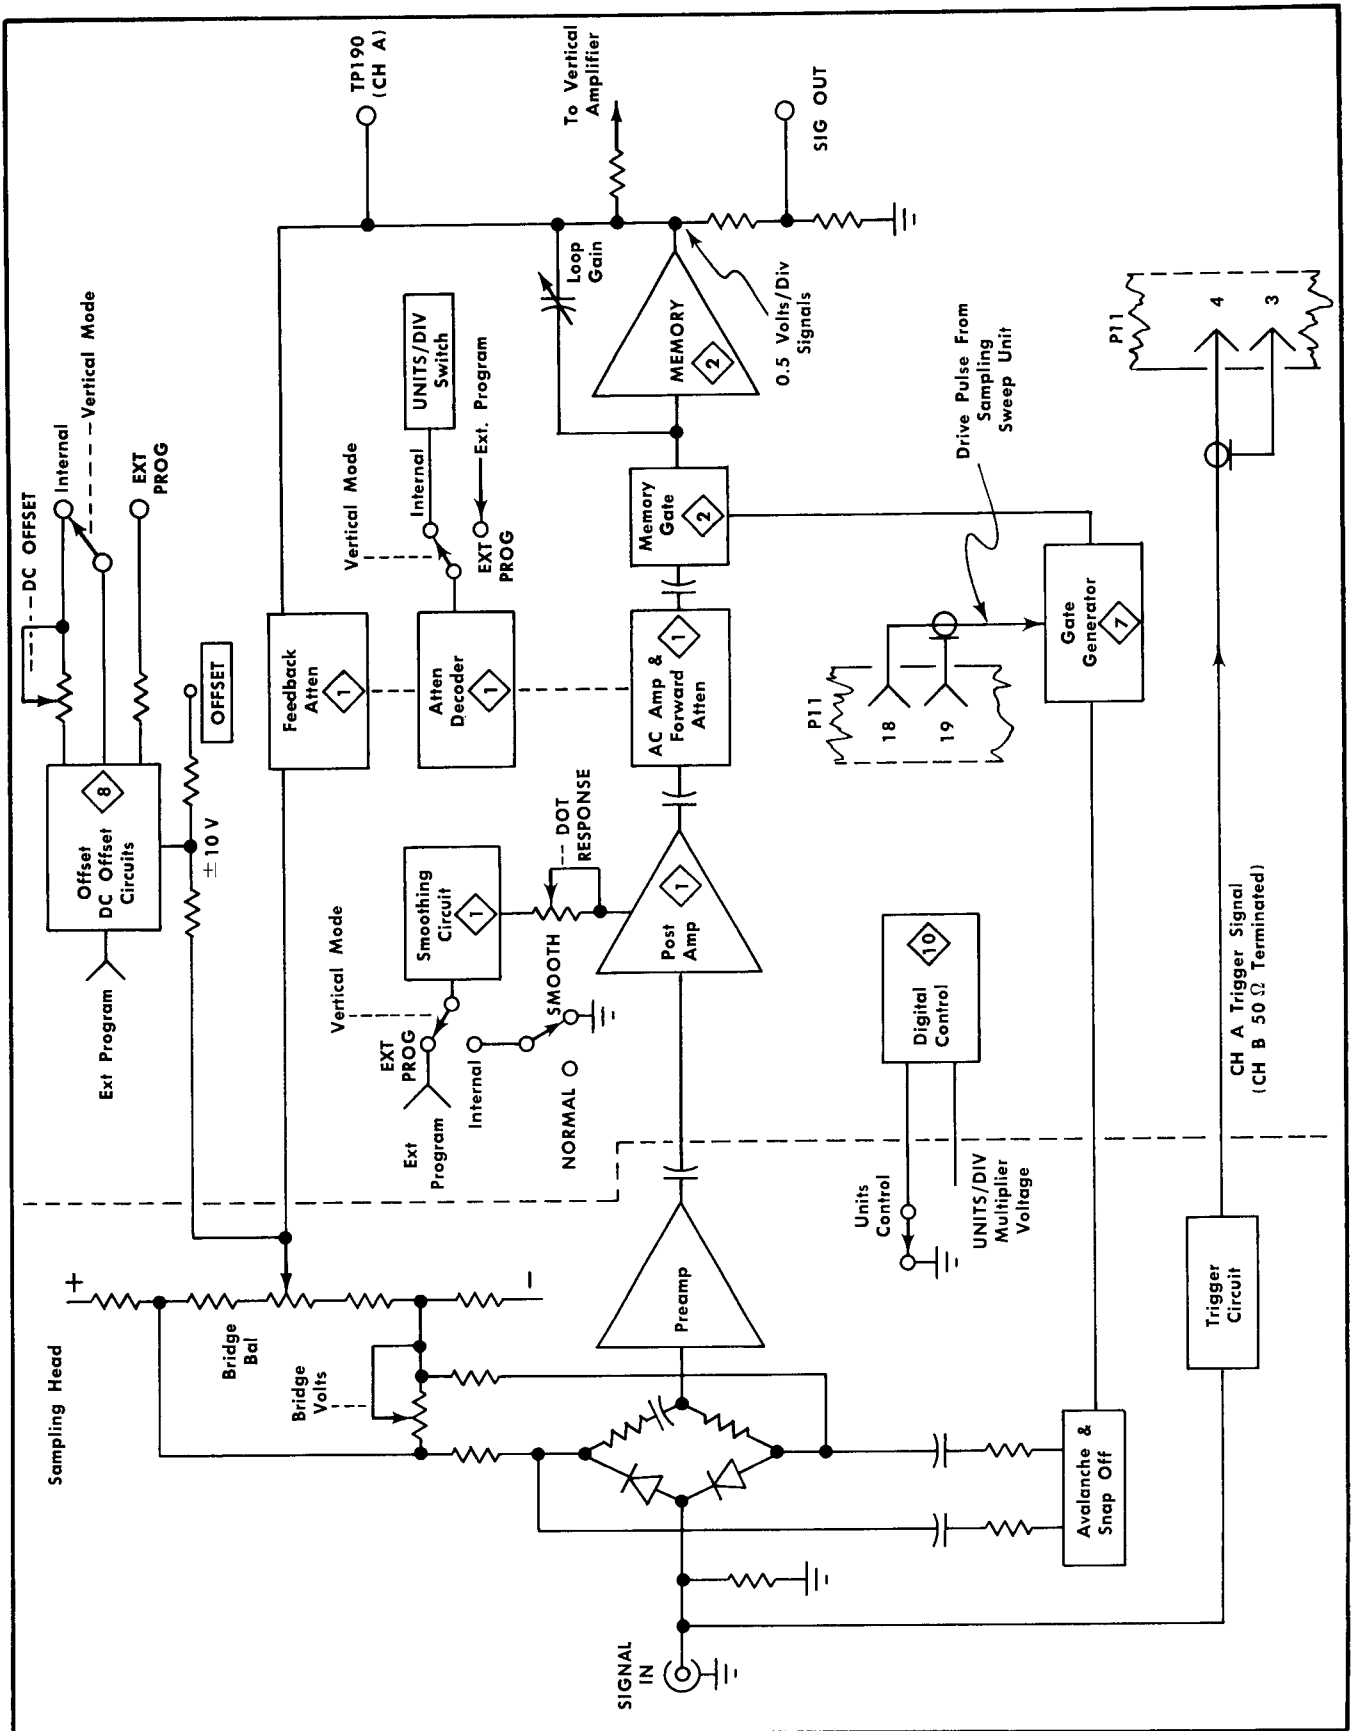 Sampling Head
+
Bridge
Bal
Bridge
Volts
−
SIGNAL
IN
Preamp
Avalanche &
Snap Off
Trigger
Circuit
Units
Control
UNITS/DIV
Multiplier
Voltage
Ext Program
Offset
DC Offset
Circuits
8
DC OFFSET
Internal
Vertical Mode
EXT
PROG
±10 V
OFFSET
Feedback
Atten
1
TP190
(CH A)
Atten
Decoder
1
Vertical Mode
Internal
UNITS/DIV
Switch
EXT
PROG
Ext. Program
Vertical Mode
EXT
PROG
Ext
Program
Internal
NORMAL
SMOOTH
Smoothing
Circuit
1
DOT
RESPONSE
Post
Amp
1
AC Amp &
Forward
Atten
1
Memory
Gate
2
MEMORY
2
Loop
Gain
To Vertical
Amplifier
SIG OUT
0.5 Volts/Div
Signals
Digital
Control
10
P11
18
19
Drive Pulse From
Sampling
Sweep Unit
Gate
Generator
7
CH A Trigger Signal
(CH B 50 Ω Terminated)
P11
4
3